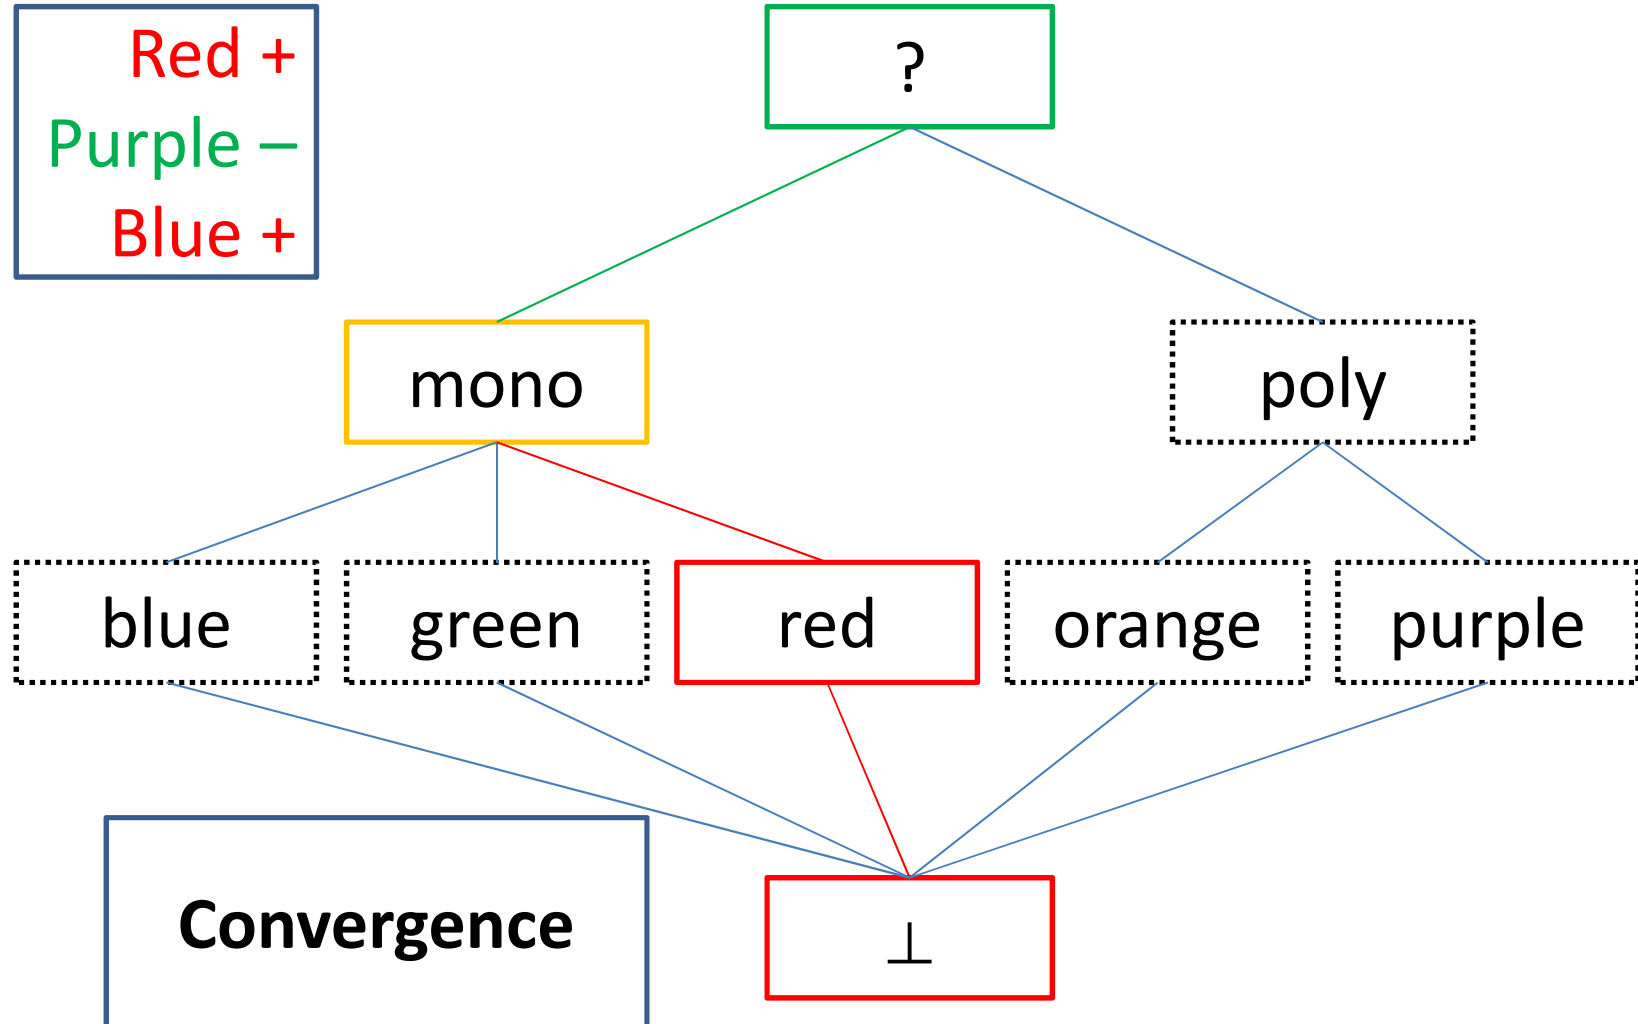 Red +
Purple –
Blue +
?
mono
poly
blue
green
red
orange
purple
Convergence
⊥